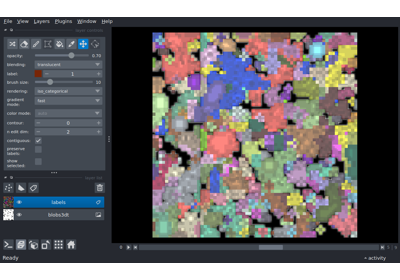 File View Layers Plugins Window Help
opacity: 0.70
blending: translucent
label: 1
brush size: 10
rendering: iso_categorical
gradient mode: fast
color mode:
contour: 0
n edit dim: 2
contiguous:
preserve labels:
show selected:
labels
blobs3dt
0
Ready
activity